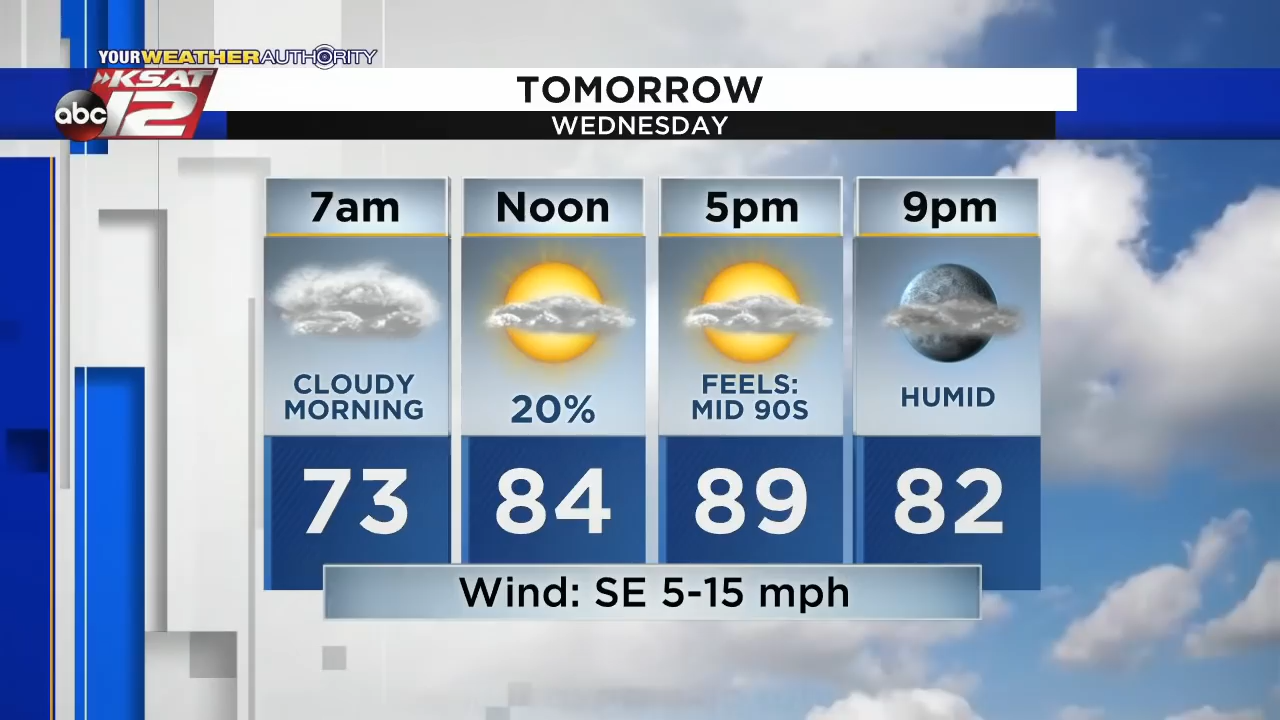 YOUR WEATHER AUTHORITY
abc KSAT 12
TOMORROW
WEDNESDAY
7am
Noon
5pm
9pm
CLOUDY
MORNING
20%
FEELS:
MID 90S
HUMID
73
84
89
82
Wind: SE 5-15 mph